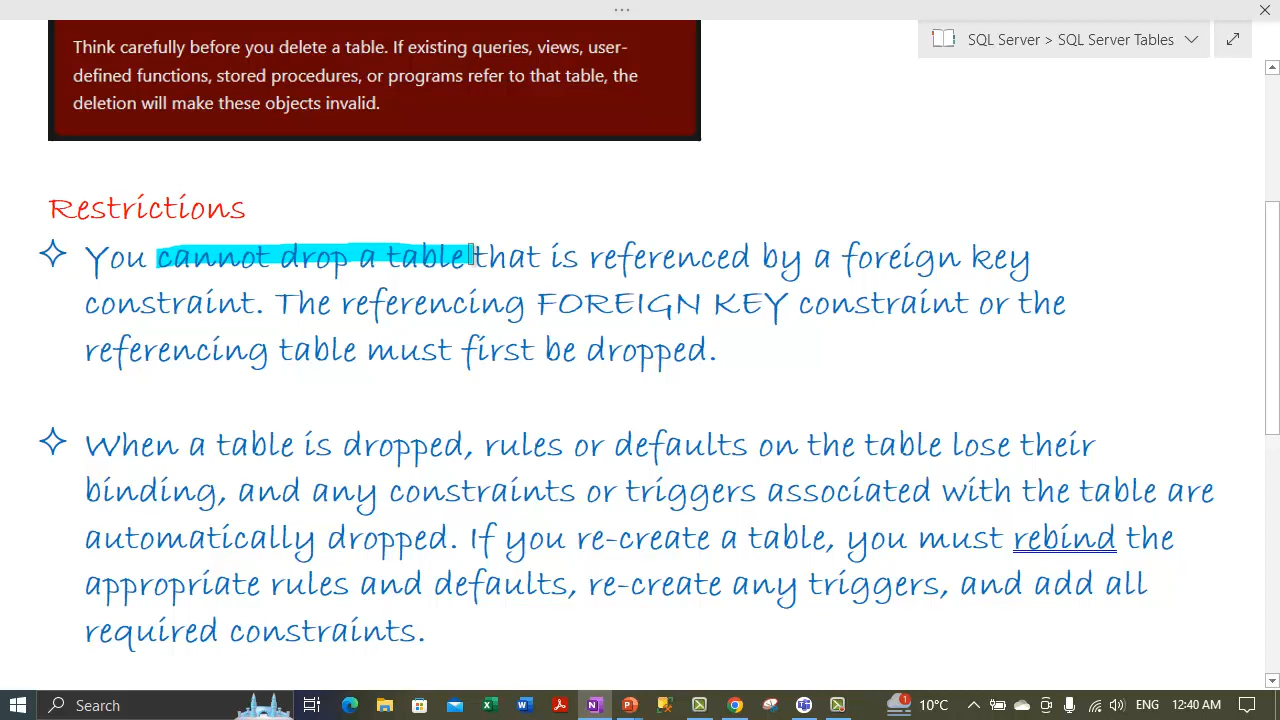 Think carefully before you delete a table. If existing queries, views, user-
defined functions, stored procedures, or programs refer to that table, the
deletion will make these objects invalid.
SQL Server > SQL Server Tables
Restrictions
You cannot drop a table that is referenced by a foreign key
constraint. The referencing FOREIGN KEY constraint or the
referencing table must first be dropped.
When a table is dropped, rules or defaults on the table lose their
binding, and any constraints or triggers associated with the table are
automatically dropped. If you re-create a table, you must rebind the
appropriate rules and defaults, re-create any triggers, and add all
required constraints.
Search
1
10°C
ENG
12:40 AM